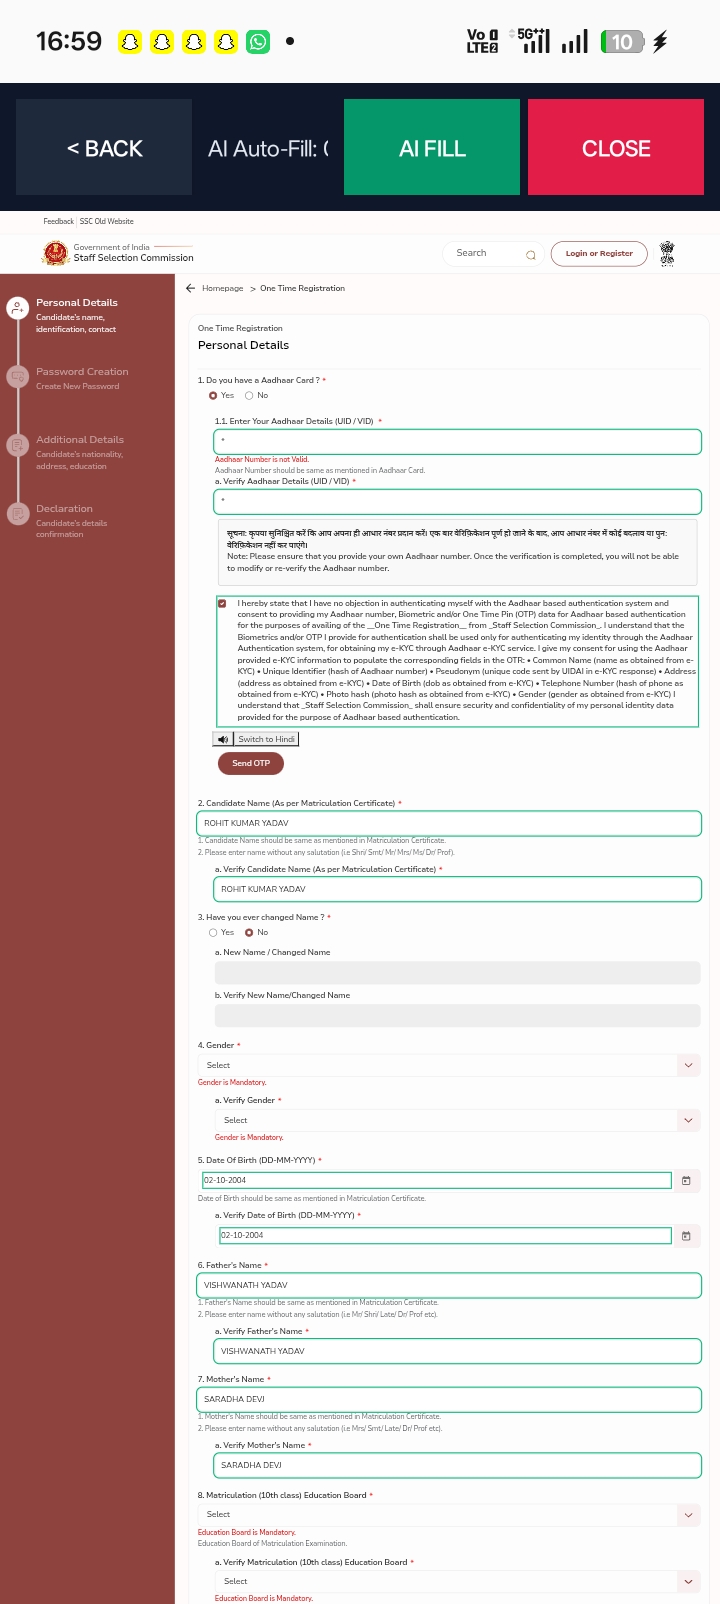 16:59
Vo LTE2
5G++
10
< BACK
AI Auto-Fill:
AI FILL
CLOSE
Feedback | SSC Old Website
Government of India
Staff Selection Commission
Search
Login or Register
Personal Details
Candidate's name,
identification, contact
Password Creation
Create New Password
Additional Details
Candidate's nationality,
address, education
Declaration
Candidate's details
confirmation
Homepage > One Time Registration
One Time Registration
Personal Details
1. Do you have a Aadhaar Card ? *
Yes No
1.1. Enter Your Aadhaar Details (UID / VID) *
*
Aadhaar Number is not Valid.
Aadhaar Number should be same as mentioned in Aadhaar Card.
a. Verify Aadhaar Details (UID / VID) *
*
सूचना: कृपया सुनिश्चित करें कि आप अपना ही आधार नंबर प्रदान करें। एक बार वेरिफ़िकेशन पूर्ण हो जाने के बाद, आप आधार नंबर में कोई बदलाव या पुन:
वेरिफ़िकेशन नहीं कर पाएंगे।
Note: Please ensure that you provide your own Aadhaar number. Once the verification is completed, you will not be able
to modify or re-verify the Aadhaar number.
I hereby state that I have no objection in authenticating myself with the Aadhaar based authentication system and
consent to providing my Aadhaar number, Biometric and/or One Time Pin (OTP) data for Aadhaar based authentication
for the purposes of availing of the __One Time Registration__ from _Staff Selection Commission_. I understand that the
Biometrics and/or OTP I provide for authentication shall be used only for authenticating my identity through the Aadhaar
Authentication system, for obtaining my e-KYC through Aadhaar e-KYC service. I give my consent for using the Aadhaar
provided e-KYC information to populate the corresponding fields in the OTR: • Common Name (name as obtained from e-
KYC) • Unique Identifier (hash of Aadhaar number) • Pseudonym (unique code sent by UIDAI in e-KYC response) • Address
(address as obtained from e-KYC) • Date of Birth (dob as obtained from e-KYC) • Telephone Number (hash of phone as
obtained from e-KYC) • Photo hash (photo hash as obtained from e-KYC) • Gender (gender as obtained from e-KYC) I
understand that _Staff Selection Commission_ shall ensure security and confidentiality of my personal identity data
provided for the purpose of Aadhaar based authentication.
Switch to Hindi
Send OTP
2. Candidate Name (As per Matriculation Certificate) *
ROHIT KUMAR YADAV
1. Candidate Name should be same as mentioned in Matriculation Certificate.
2. Please enter name without any salutation (i.e Shri/ Smt/ Mr/ Mrs/ Ms/ Dr/ Prof).
a. Verify Candidate Name (As per Matriculation Certificate) *
ROHIT KUMAR YADAV
3. Have you ever changed Name ? *
Yes No
a. New Name / Changed Name
b. Verify New Name/Changed Name
4. Gender *
Select
Gender is Mandatory.
a. Verify Gender *
Select
Gender is Mandatory.
5. Date Of Birth (DD-MM-YYYY) *
02-10-2004
Date of Birth should be same as mentioned in Matriculation Certificate.
a. Verify Date of Birth (DD-MM-YYYY) *
02-10-2004
6. Father's Name *
VISHWANATH YADAV
1. Father's Name should be same as mentioned in Matriculation Certificate.
2. Please enter name without any salutation (i.e Mr/ Shri/ Late/ Dr/ Prof etc).
a. Verify Father's Name *
VISHWANATH YADAV
7. Mother's Name *
SARADHA DEVJ
1. Mother's Name should be same as mentioned in Matriculation Certificate.
2. Please enter name without any salutation (i.e Mrs/ Smt/ Late/ Dr/ Prof etc).
a. Verify Mother's Name *
SARADHA DEVJ
8. Matriculation (10th class) Education Board *
Select
Education Board is Mandatory.
Education Board of Matriculation Examination.
a. Verify Matriculation (10th class) Education Board *
Select
Education Board is Mandatory.